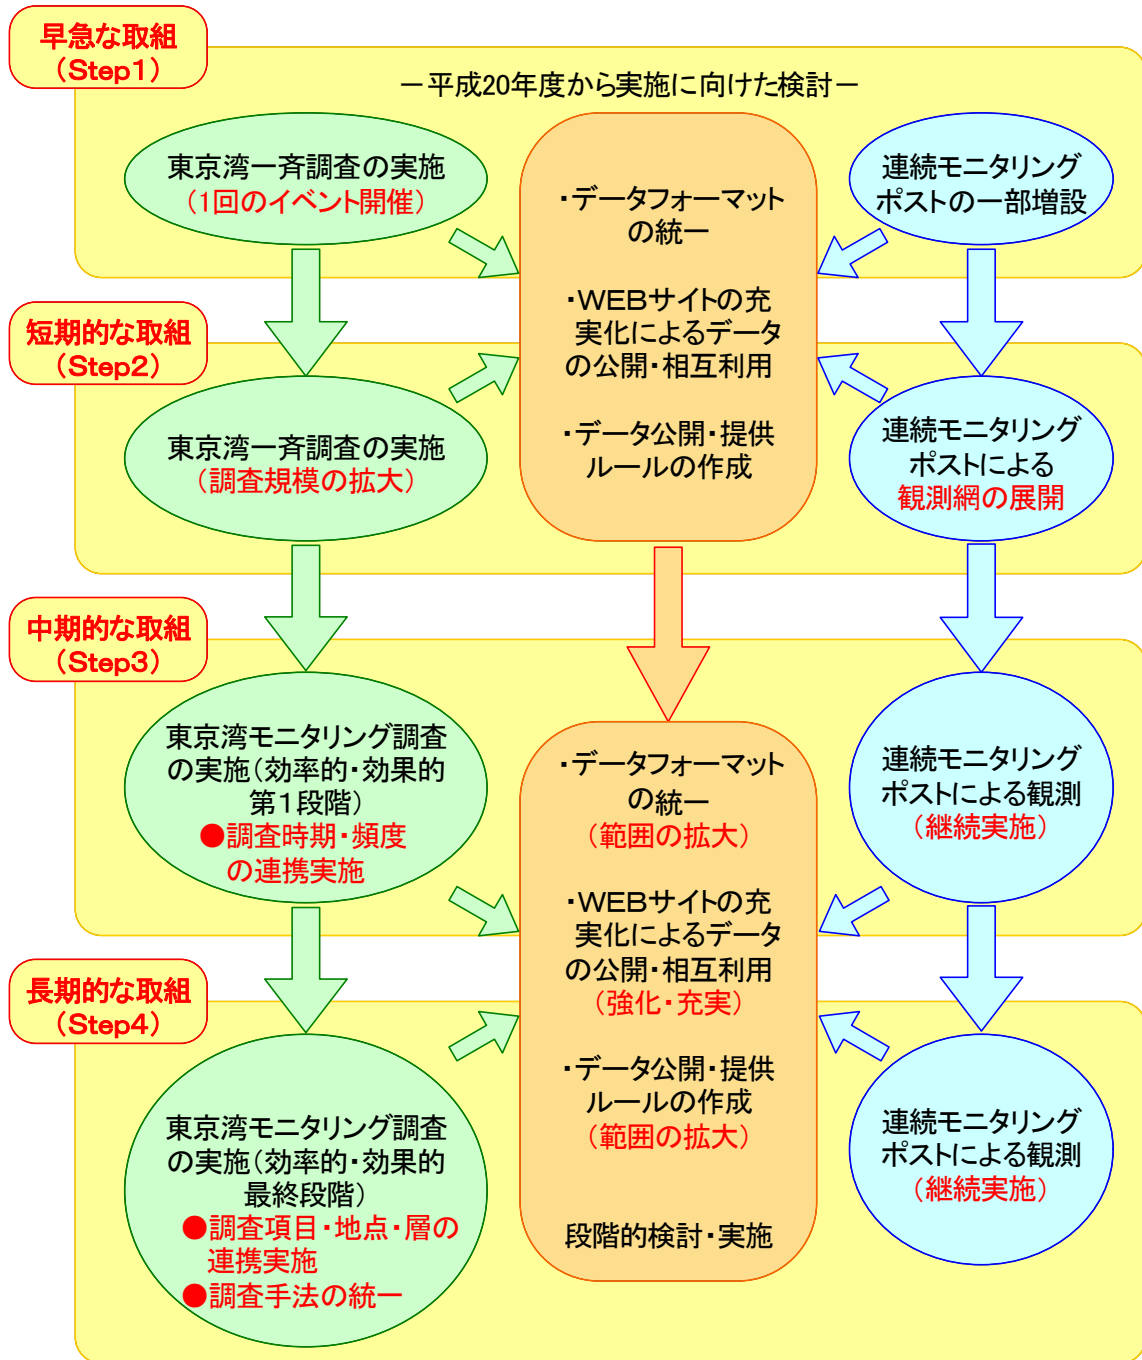 早急な取組
（Step1）
－平成20年度から実施に向けた検討－
東京湾一斉調査の実施
（1回のイベント開催）
・データフォーマット
の統一
・WEBサイトの充
実化によるデータ
の公開・相互利用
・データ公開・提供
ルールの作成
連続モニタリング
ポストの一部増設
短期的な取組
（Step2）
東京湾一斉調査の実施
（調査規模の拡大）
連続モニタリング
ポストによる
観測網の展開
中期的な取組
（Step3）
東京湾モニタリング調査
の実施（効率的・効果的
第1段階）
●調査時期・頻度
の連携実施
・データフォーマット
の統一
（範囲の拡大）
・WEBサイトの充
実化によるデータ
の公開・相互利用
（強化・充実）
・データ公開・提供
ルールの作成
（範囲の拡大）
段階的検討・実施
連続モニタリング
ポストによる観測
（継続実施）
長期的な取組
（Step4）
東京湾モニタリング調査
の実施（効率的・効果的
最終段階）
●調査項目・地点・層の
連携実施
●調査手法の統一
連続モニタリング
ポストによる観測
（継続実施）